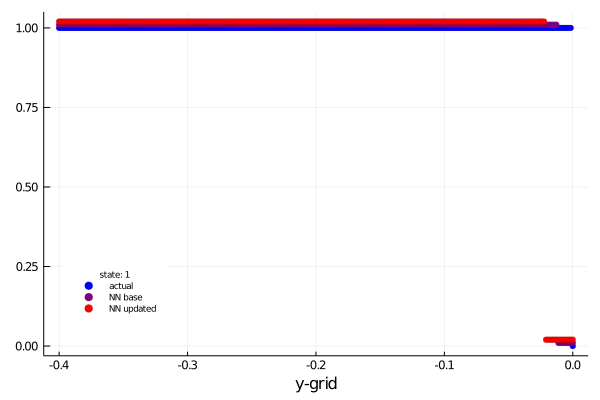 1.00
0.75
0.50
0.25
0.00
state: 1
actual
NN base
NN updated
-0.4 -0.3 -0.2 -0.1 0.0
y-grid